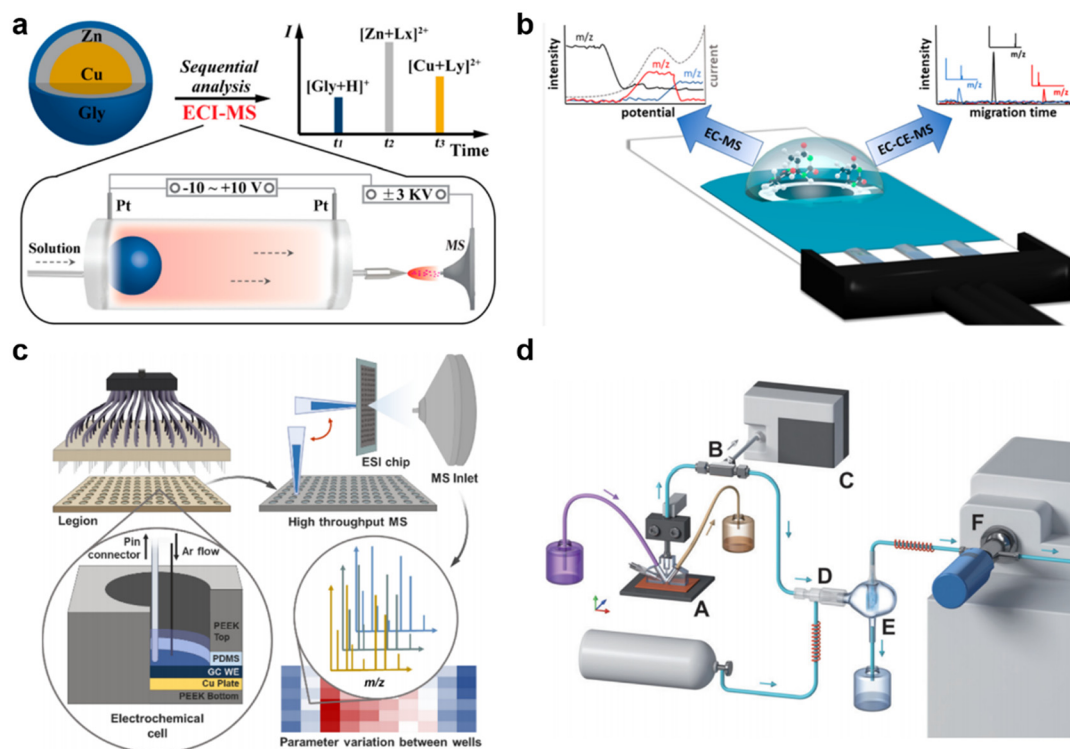 a
Zn
Cu
Gly
Sequential
analysis
ECI-MS
I
[Gly+H]⁺
[Zn+Lx]²⁺
[Cu+Ly]²⁺
t₁
t₂
t₃
Time
-10 ~ +10 V
±3 KV
Pt
Pt
Solution
MS
b
intensity
m/z
m/z
m/z
current
potential
EC-MS
intensity
m/z
m/z
m/z
migration time
EC-CE-MS
c
Legion
ESI chip
MS Inlet
High throughput MS
Pin
connector
Ar flow
PEEK
Top
PDMS
GC WE
Cu Plate
PEEK Bottom
Electrochemical
cell
m/z
Parameter variation between wells
d
A
B
C
D
E
F